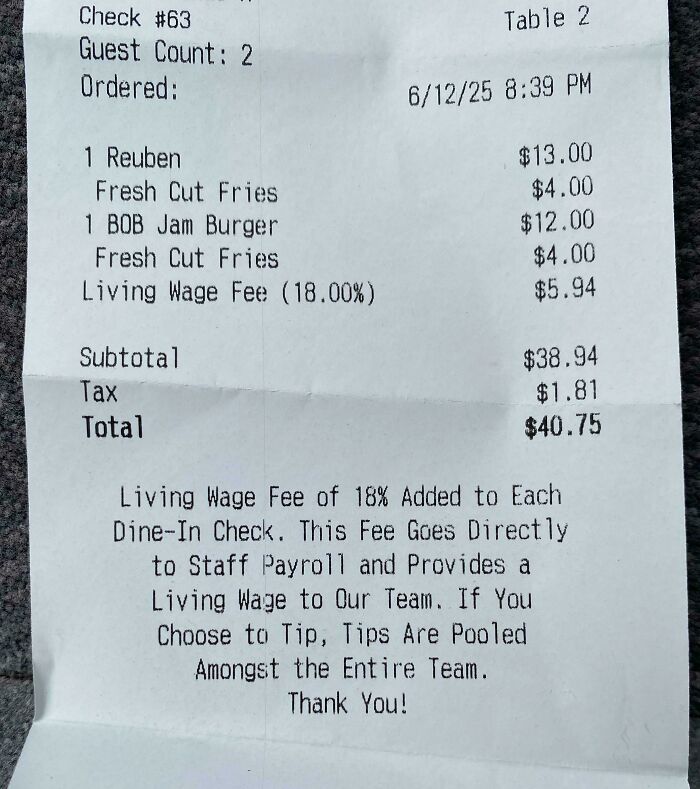 Check #63 Table 2
Guest Count: 2
Ordered: 6/12/25 8:39 PM
1 Reuben $13.00
Fresh Cut Fries $4.00
1 BOB Jam Burger $12.00
Fresh Cut Fries $4.00
Living Wage Fee (18.00%) $5.94
Subtotal $38.94
Tax $1.81
Total $40.75
Living Wage Fee of 18% Added to Each
Dine-In Check. This Fee Goes Directly
to Staff Payroll and Provides a
Living Wage to Our Team. If You
Choose to Tip, Tips Are Pooled
Amongst the Entire Team.
Thank You!